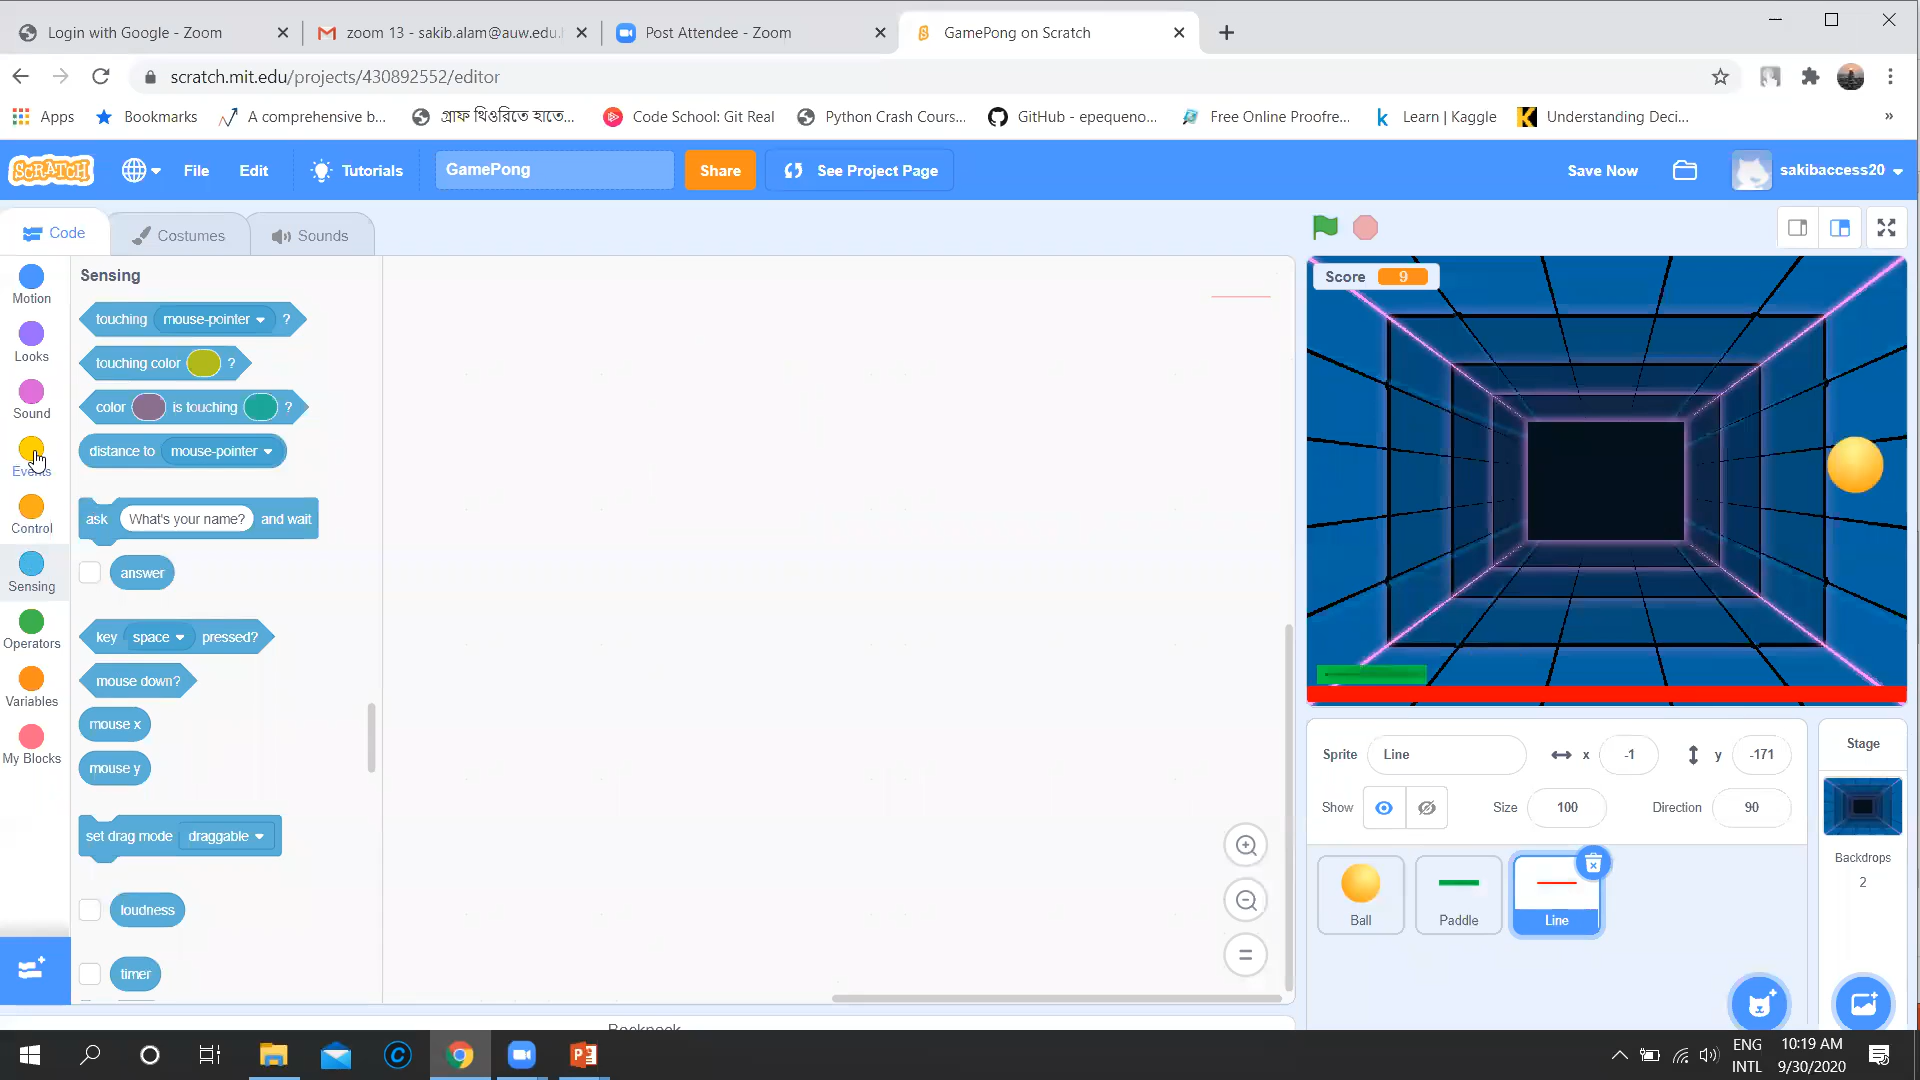 Login with Google - Zoom
zoom 13 - sakib.alam@auw.edu.
Post Attendee - Zoom
GamePong on Scratch
scratch.mit.edu/projects/430892552/editor
Apps
Bookmarks
A comprehensive b...
গ্রাফ থিওরিতে হাতে...
Code School: Git Real
Python Crash Cours...
GitHub - epequeno...
Free Online Proofre...
Learn | Kaggle
Understanding Deci...
»
SCRATCH
File
Edit
Tutorials
GamePong
Share
See Project Page
Save Now
sakibaccess20
Code
Costumes
Sounds
Motion
Looks
Sound
Events
Control
Sensing
Operators
Variables
My Blocks
Sensing
touching mouse-pointer ?
touching color ?
color is touching ?
distance to mouse-pointer
ask What's your name? and wait
answer
key space pressed?
mouse down?
mouse x
mouse y
set drag mode draggable
loudness
timer
Backpack
Score 9
Sprite Line x -1 y -171
Show Size 100 Direction 90
Ball
Paddle
Line
Stage
Backdrops
2
ENG
INTL
10:19 AM
9/30/2020